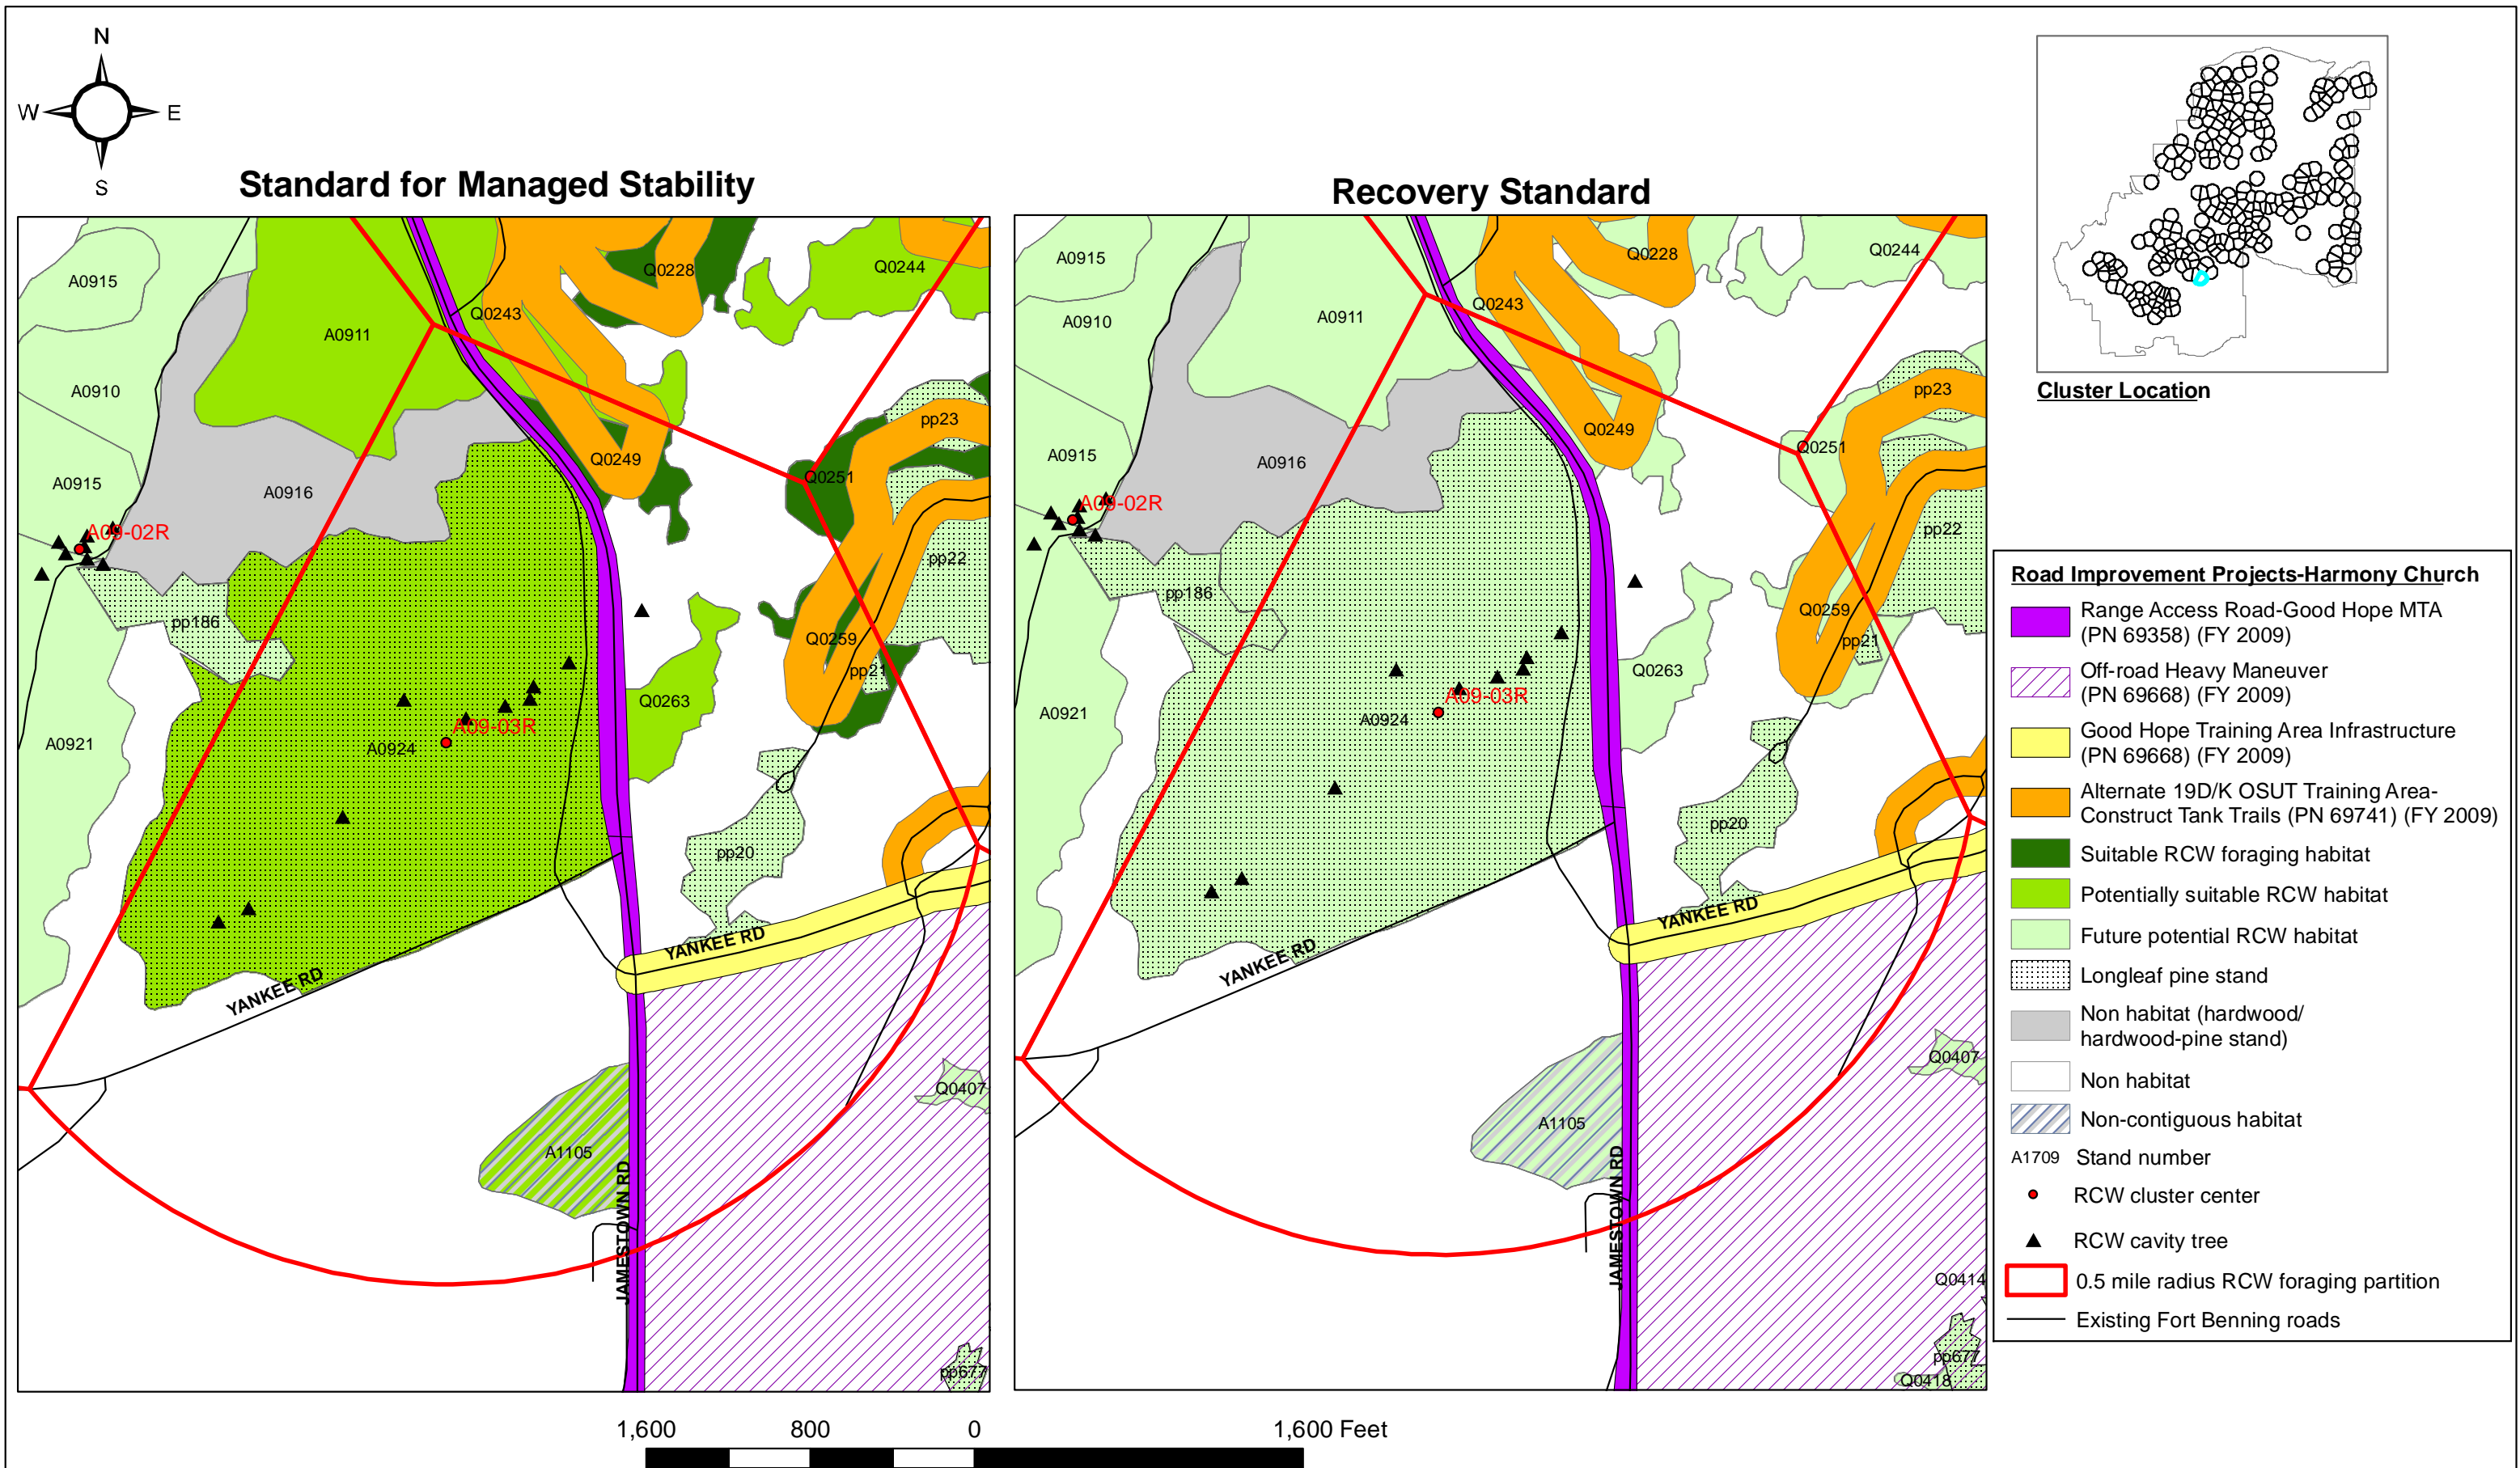 N
W
E
S
Standard for Managed Stability
Recovery Standard
Cluster Location
A0915
A0911
A0910
A0915
A0916
A09-02R
pp186
A0921
A0924
A09-03R
Q0228
Q0244
Q0243
Q0249
Q0251
pp23
pp22
Q0259
pp21
Q0263
pp20
YANKEE RD
YANKEE RD
Q0407
A1105
JAMESTOWN RD
pp677
A0915
A0910
A0911
A0915
A0916
A09-02R
pp186
A0921
A0924
A09-03R
Q0228
Q0244
Q0243
Q0249
Q0251
pp23
pp22
Q0259
pp21
Q0263
pp20
YANKEE RD
YANKEE RD
Q0407
A1105
JAMESTOWN RD
Q0414
pp677
Q0418
Road Improvement Projects-Harmony Church
Range Access Road-Good Hope MTA
(PN 69358) (FY 2009)
Off-road Heavy Maneuver
(PN 69668) (FY 2009)
Good Hope Training Area Infrastructure
(PN 69668) (FY 2009)
Alternate 19D/K OSUT Training Area-
Construct Tank Trails (PN 69741) (FY 2009)
Suitable RCW foraging habitat
Potentially suitable RCW habitat
Future potential RCW habitat
Longleaf pine stand
Non habitat (hardwood/
hardwood-pine stand)
Non habitat
Non-contiguous habitat
A1709 Stand number
RCW cluster center
RCW cavity tree
0.5 mile radius RCW foraging partition
Existing Fort Benning roads
1,600 800 0 1,600 Feet